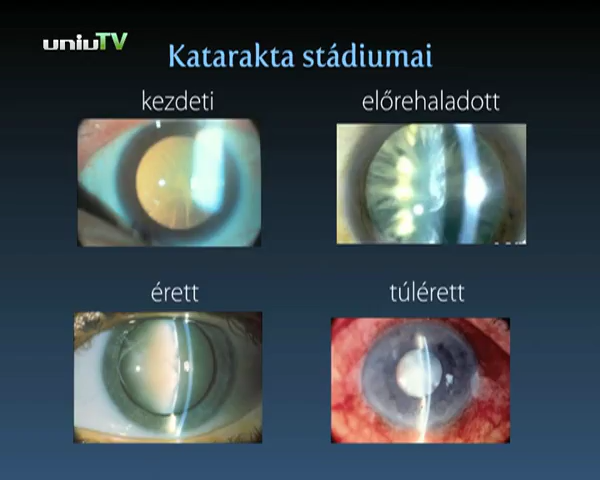 uniuTV
Katarakta stádiumai
kezdeti
előrehaladott
érett
túlérett